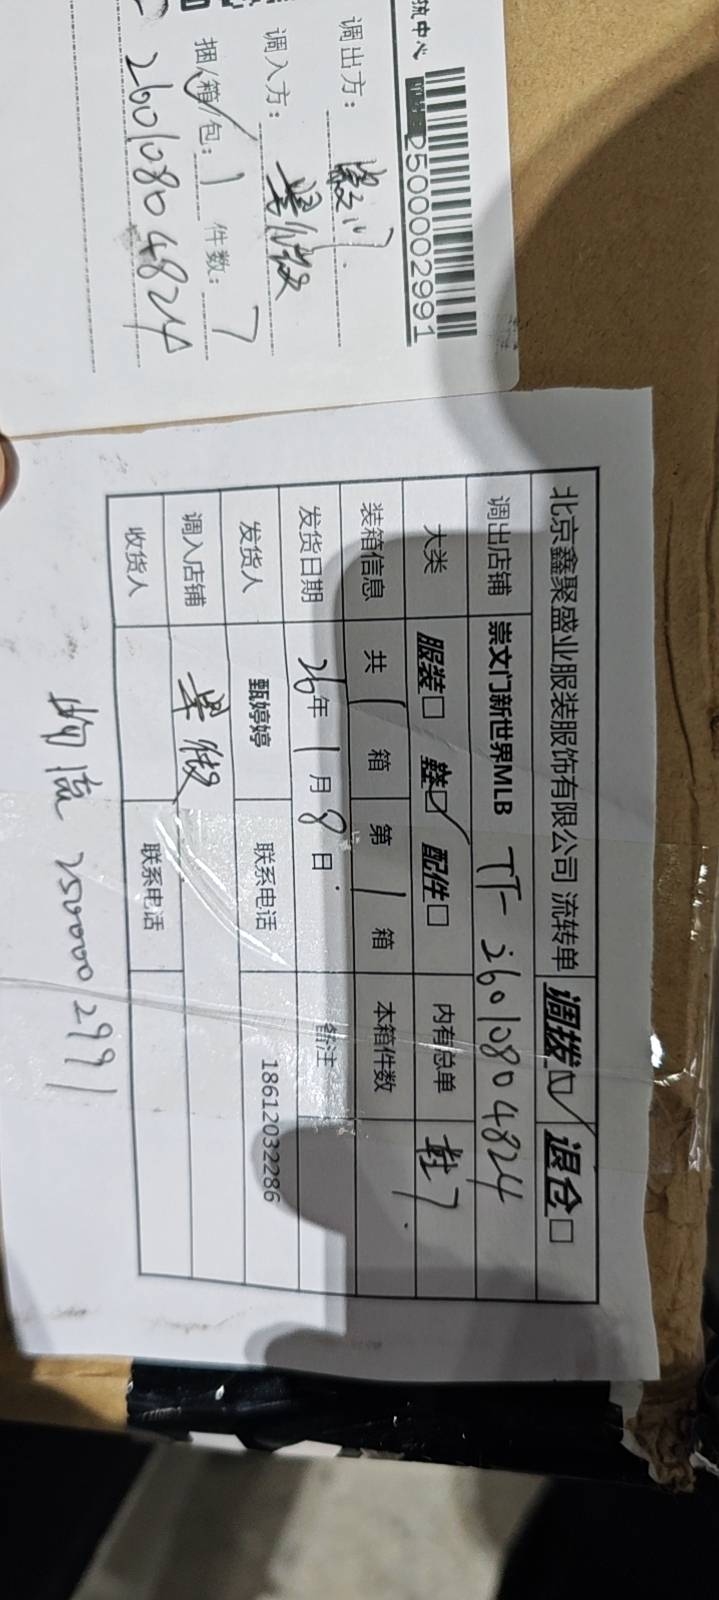 2500002991
调出方:
调入方:
捆/箱/包: 1 件数: 7
2601080 4824
北京鑫聚盛业服装服饰有限公司 流转单 调拨☑ 退仓□
调出店铺 崇文门新世界MLB TF-2601080 4824
大类 服装□ 鞋☑ 配件□ 内有总单 鞋7
装箱信息 共 1 箱 第 1 箱 本箱件数
发货日期 26年 1 月 8 日 备注
发货人 甄婷婷 联系电话 18612032286
调入店铺
收货人 联系电话
物流 2500002991